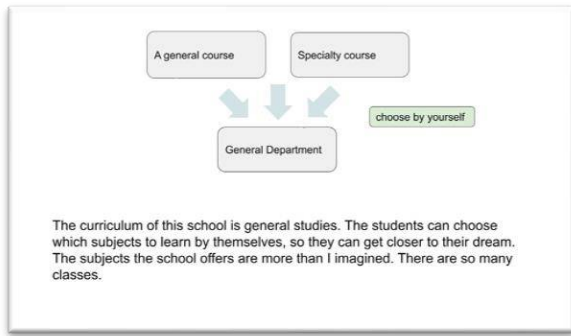 A general course
Specialty course
choose by yourself
General Department
The curriculum of this school is general studies. The students can choose
which subjects to learn by themselves, so they can get closer to their dream.
The subjects the school offers are more than I imagined. There are so many
classes.